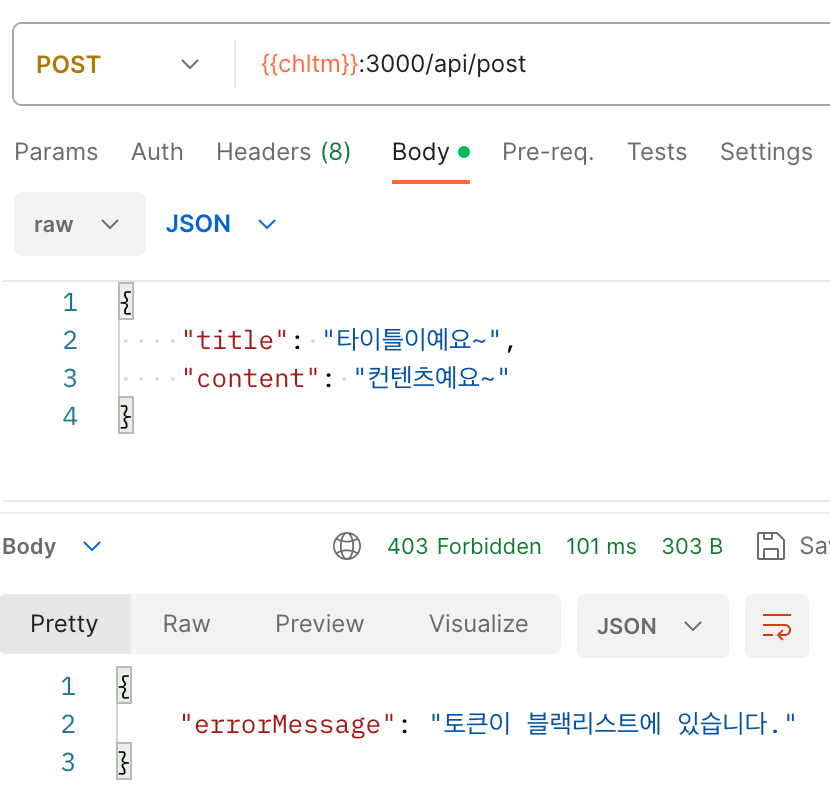 POST {{chltm}}:3000/api/post
Params Auth Headers (8) Body Pre-req. Tests Settings
raw JSON
1 {
2 "title": "타이틀이예요~",
3 "content": "컨텐츠예요~"
4 }
Body 403 Forbidden 101 ms 303 B Sav
Pretty Raw Preview Visualize JSON
1 {
2 "errorMessage": "토큰이 블랙리스트에 있습니다."
3 }